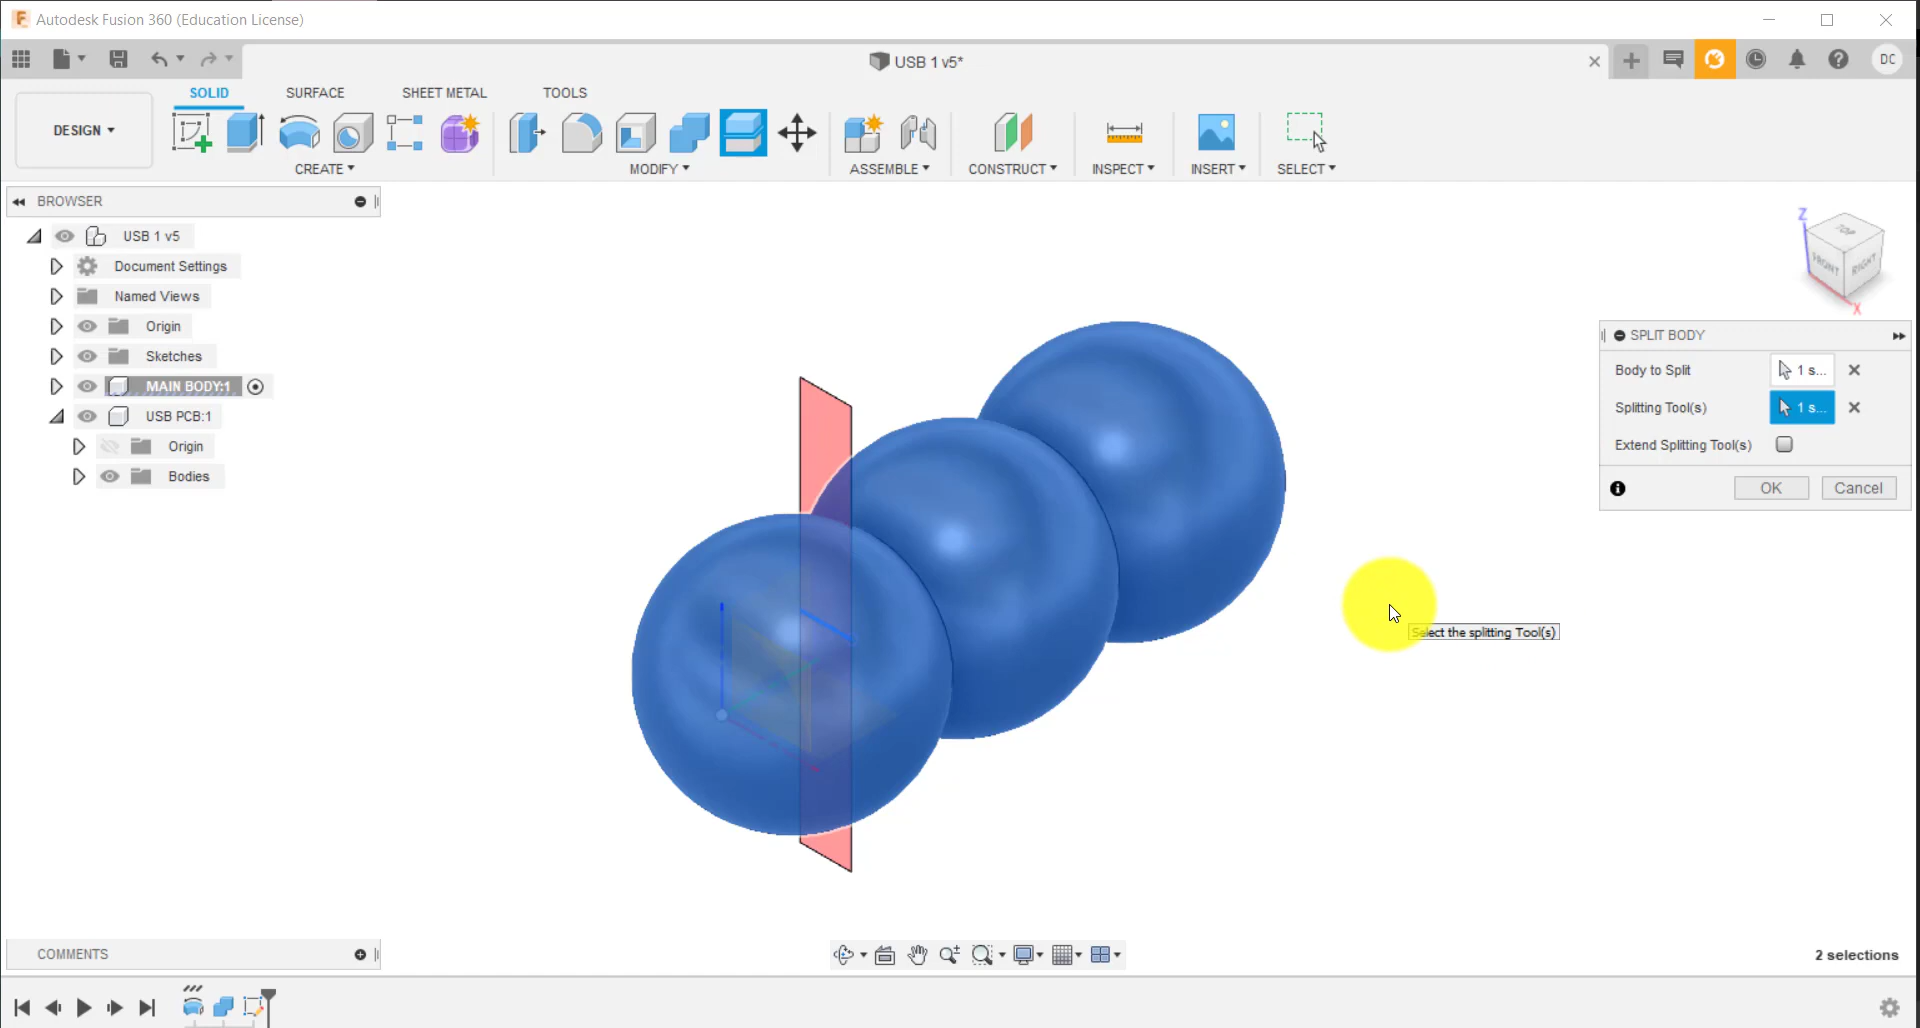 Autodesk Fusion 360 (Education License)
USB 1 v5*
DC
SOLID SURFACE SHEET METAL TOOLS
DESIGN
CREATE MODIFY ASSEMBLE CONSTRUCT INSPECT INSERT SELECT
BROWSER
USB 1 v5
Document Settings
Named Views
Origin
Sketches
MAIN BODY:1
USB PCB:1
Origin
Bodies
Z
TOP
FRONT RIGHT
X
SPLIT BODY
Body to Split 1 s...
Splitting Tool(s) 1 s...
Extend Splitting Tool(s)
OK Cancel
Select the splitting Tool(s)
COMMENTS
2 selections